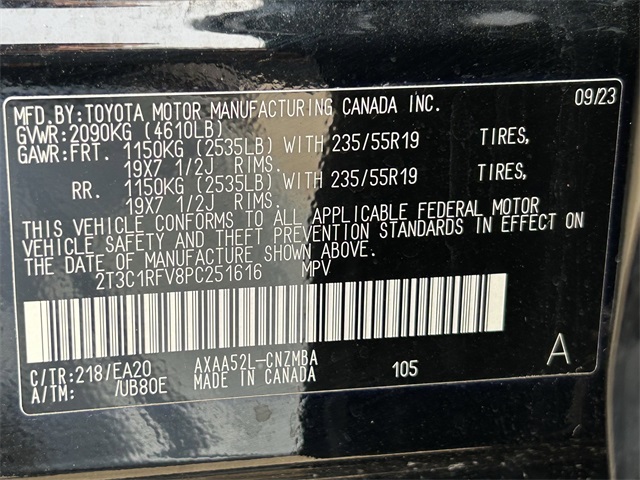 MFD.BY:TOYOTA MOTOR MANUFACTURING CANADA INC. 09/23
GVWR:2090KG (4610LB)
GAWR:FRT. 1150KG (2535LB) WITH 235/55R19 TIRES,
19X7 1/2J RIMS.
RR. 1150KG (2535LB) WITH 235/55R19 TIRES,
19X7 1/2J RIMS.
THIS VEHICLE CONFORMS TO ALL APPLICABLE FEDERAL MOTOR
VEHICLE SAFETY AND THEFT PREVENTION STANDARDS IN EFFECT ON
THE DATE OF MANUFACTURE SHOWN ABOVE.
2T3C1RFV8PC251616 MPV
C/TR:218/EA20 AXAA52L-CNZMBA 105 A
A/TM: /UB80E MADE IN CANADA